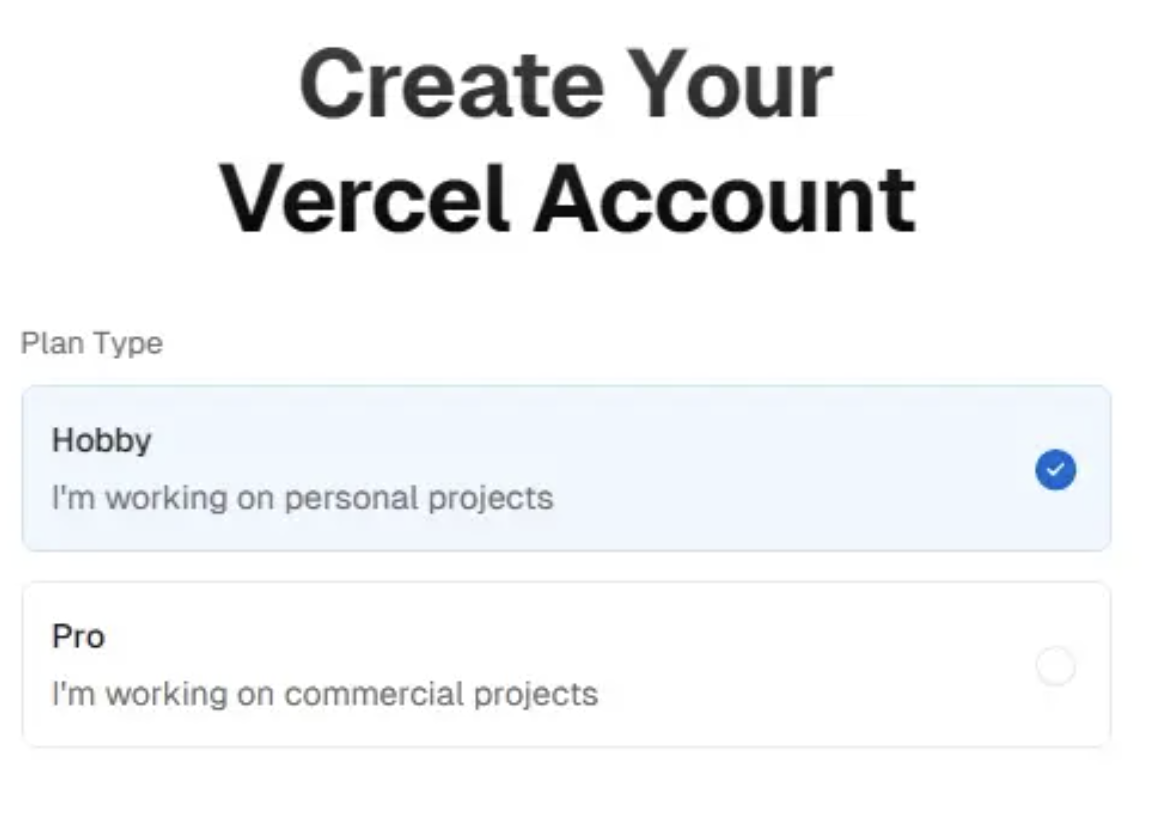 Create Your
Vercel Account
Plan Type
Hobby
I'm working on personal projects
Pro
I'm working on commercial projects